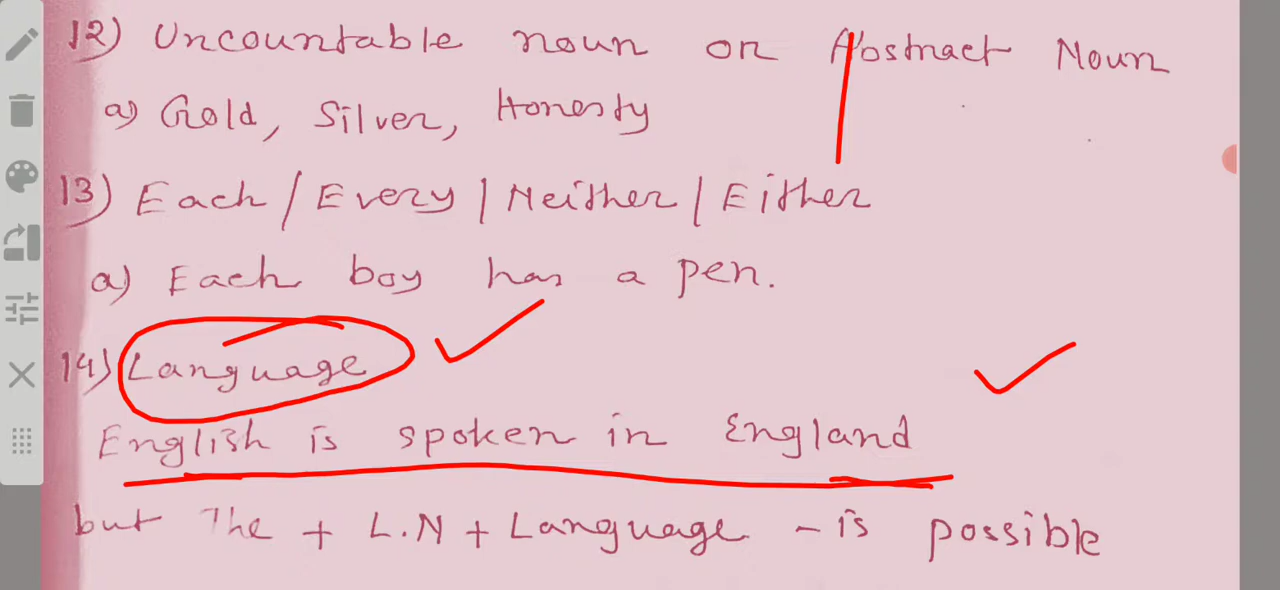 12) Uncountable noun or Abstract Noun
a) Gold, Silver, Honesty
13) Each / Every | Neither / Either
a) Each boy has a pen.
14) Language
English is spoken in England
but The + L.N + Language - is possible